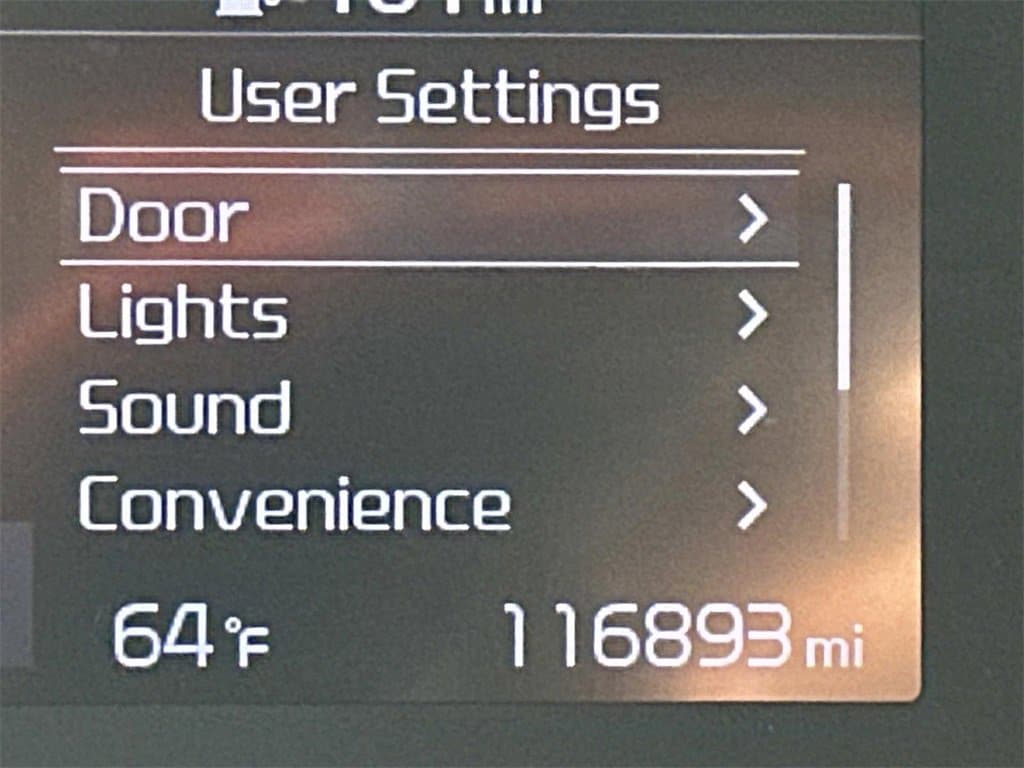 User Settings
Door
Lights
Sound
Convenience
64 °F 116893 mi